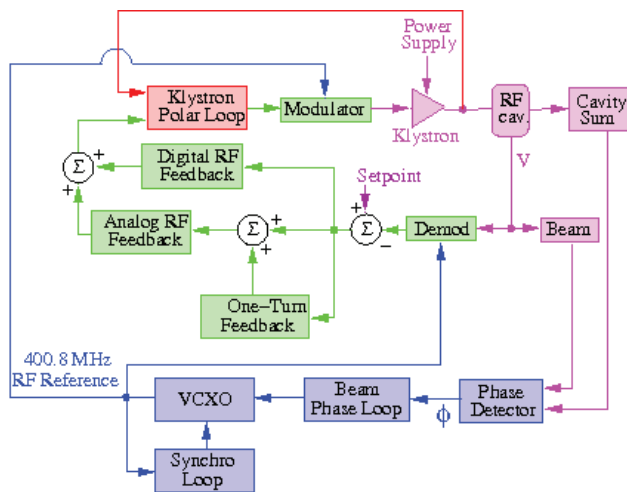 Power
Supply
Klystron
Polar Loop
Modulator
Klystron
RF
cav.
Cavity
Sum
Σ
+
+
Digital RF
Feedback
V
Setpoint
Analog RF
Feedback
Σ
+
+
Σ
+
−
Demod
Beam
One−Turn
Feedback
400.8 MHz
RF Reference
VCXO
Beam
Phase Loop
ϕ
Phase
Detector
Synchro
Loop